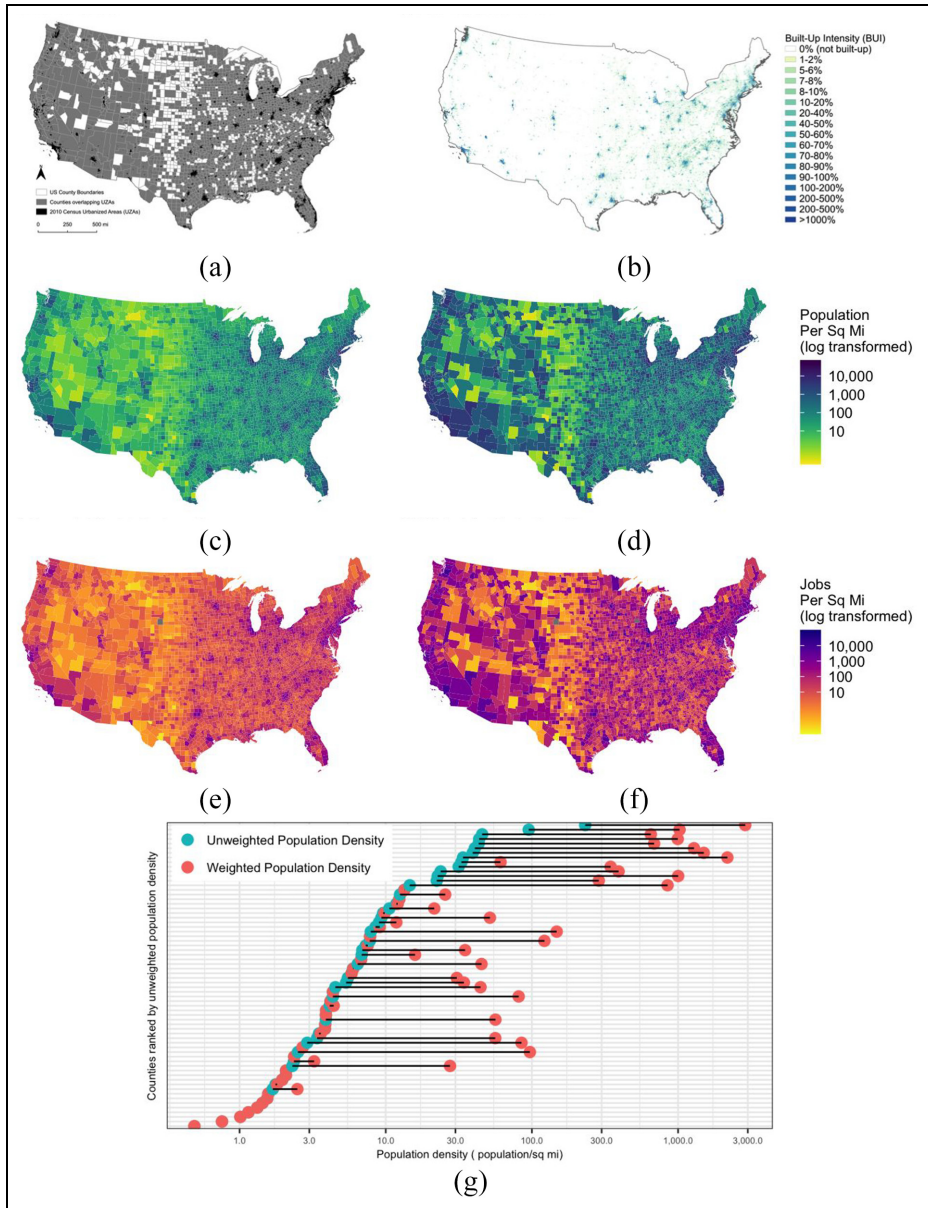 US County Boundaries
Counties overlapping UZAs
2010 Census Urbanized Areas (UZAs)
0 250 500 mi
(a)
Built-Up Intensity (BUI)
0% (not built-up)
1-2%
5-6%
7-8%
8-10%
10-20%
20-40%
40-50%
50-60%
60-70%
70-80%
80-90%
90-100%
100-200%
200-500%
200-500%
>1000%
(b)
(c)
(d)
Population
Per Sq Mi
(log transformed)
10,000
1,000
100
10
(e)
(f)
Jobs
Per Sq Mi
(log transformed)
10,000
1,000
100
10
Unweighted Population Density
Weighted Population Density
Counties ranked by unweighted population density
1.0 3.0 10.0 30.0 100.0 300.0 1,000.0 3,000.0
Population density ( population/sq mi)
(g)